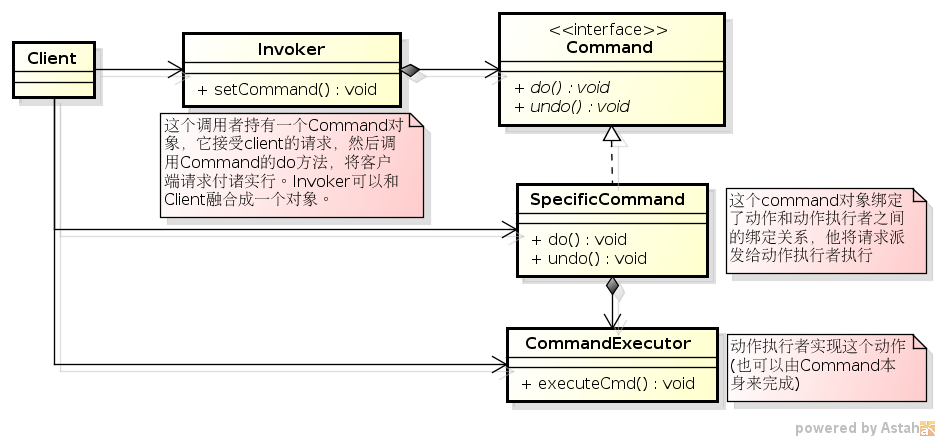 Client
Invoker
+ setCommand() : void
<<interface>>
Command
+ do() : void
+ undo() : void
这个调用者持有一个Command对
象，它接受client的请求，然后调
用Command的do方法，将客户
端请求付诸实行。Invoker可以和
Client融合成一个对象。
SpecificCommand
+ do() : void
+ undo() : void
这个command对象绑定
了动作和动作执行者之间
的绑定关系，他将请求派
发给动作执行者执行
CommandExecutor
+ executeCmd() : void
动作执行者实现这个动作
(也可以由Command本
身来完成)
powered by Astah